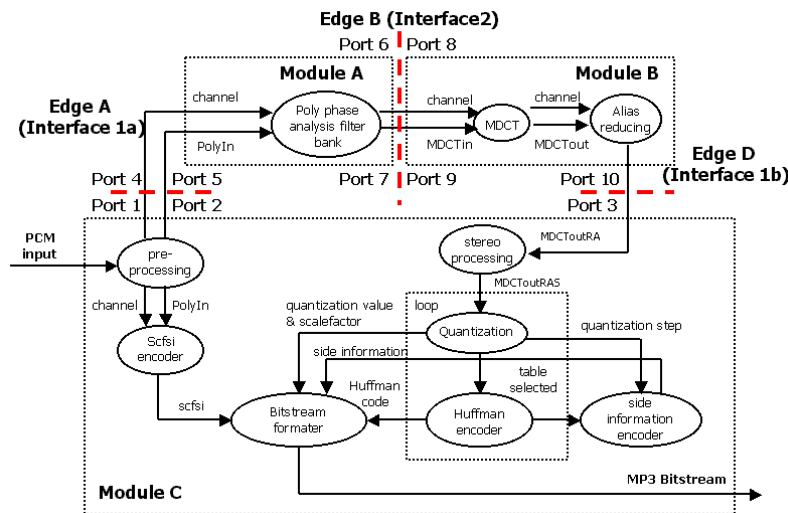 Edge B (Interface2)
Port 6
Port 8
Module A
Module B
Edge A
(Interface 1a)
channel
Poly phase
analysis filter
bank
PolyIn
channel
MDCTin
MDCT
channel
MDCTout
Alias
reducing
Edge D
(Interface 1b)
Port 4
Port 5
Port 7
Port 9
Port 10
Port 1
Port 2
Port 3
PCM
input
pre-
processing
stereo
processing
MDCToutRA
MDCToutRAS
channel
PolyIn
quantization value
& scalefactor
loop
Quantization
quantization step
Scfsi
encoder
side information
Huffman
code
table
selected
scfsi
Bitstream
formater
Huffman
encoder
side
information
encoder
Module C
MP3 Bitstream